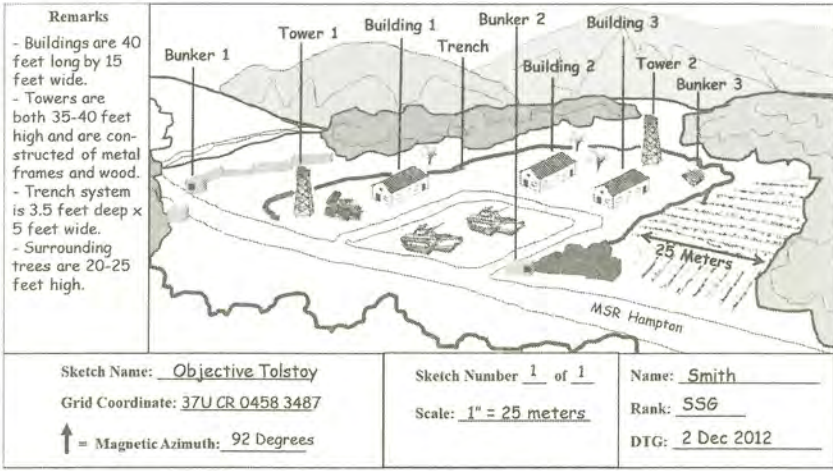 Remarks
- Buildings are 40
feet long by 15
feet wide.
- Towers are
both 35-40 feet
high and are con-
structed of metal
frames and wood.
- Trench system
is 3.5 feet deep x
5 feet wide.
- Surrounding
trees are 20-25
feet high.
Bunker 1
Tower 1
Building 1
Trench
Bunker 2
Building 2
Building 3
Tower 2
Bunker 3
25 Meters
MSR Hampton
Sketch Name: Objective Tolstoy
Grid Coordinate: 37U CR 0458 3487
= Magnetic Azimuth: 92 Degrees
Sketch Number 1 of 1
Scale: 1" = 25 meters
Name: Smith
Rank: SSG
DTG: 2 Dec 2012